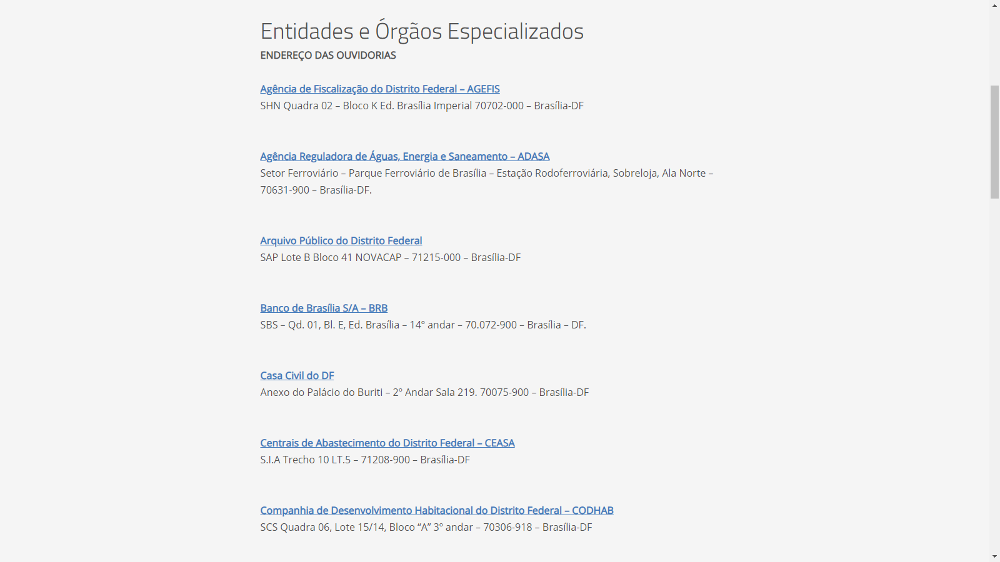 Entidades e Órgãos Especializados
ENDEREÇO DAS OUVIDORIAS
Agência de Fiscalização do Distrito Federal – AGEFIS
SHN Quadra 02 – Bloco K Ed. Brasília Imperial 70702-000 – Brasília-DF
Agência Reguladora de Águas, Energia e Saneamento – ADASA
Setor Ferroviário – Parque Ferroviário de Brasília – Estação Rodoferroviária, Sobreloja, Ala Norte –
70631-900 – Brasília-DF.
Arquivo Público do Distrito Federal
SAP Lote B Bloco 41 NOVACAP – 71215-000 – Brasília-DF
Banco de Brasília S/A – BRB
SBS – Qd. 01, Bl. E, Ed. Brasília – 14º andar – 70.072-900 – Brasília – DF.
Casa Civil do DF
Anexo do Palácio do Buriti – 2º Andar Sala 219. 70075-900 – Brasília-DF
Centrais de Abastecimento do Distrito Federal – CEASA
S.I.A Trecho 10 LT.5 – 71208-900 – Brasília-DF
Companhia de Desenvolvimento Habitacional do Distrito Federal – CODHAB
SCS Quadra 06, Lote 15/14, Bloco “A” 3º andar – 70306-918 – Brasília-DF